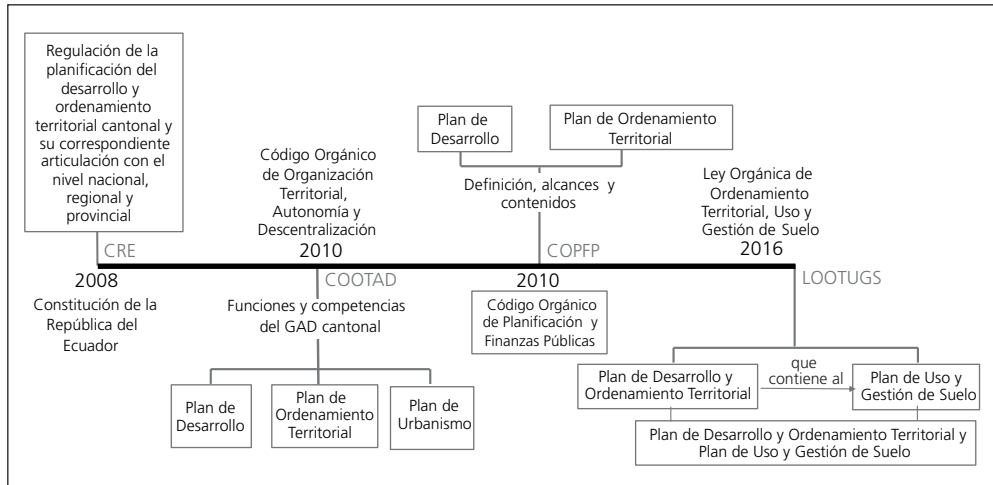 Regulación de la
planificación del
desarrollo y
ordenamiento
territorial cantonal y
su correspondiente
articulación con el
nivel nacional,
regional y
provincial
CRE
2008
Constitución de la
República del
Ecuador
Código Orgánico
de Organización
Territorial,
Autonomía y
Descentralización
2010
COOTAD
Funciones y competencias
del GAD cantonal
Plan de
Desarrollo
Plan de
Ordenamiento
Territorial
Plan de
Urbanismo
Plan de
Desarrollo
Plan de Ordenamiento
Territorial
Definición, alcances y
contenidos
COPFP
2010
Código Orgánico
de Planificación y
Finanzas Públicas
Ley Orgánica de
Ordenamiento
Territorial, Uso y
Gestión de Suelo
2016
LOOTUGS
Plan de Desarrollo y
Ordenamiento Territorial
que
contiene al
Plan de Uso y
Gestión de Suelo
Plan de Desarrollo y Ordenamiento Territorial y
Plan de Uso y Gestión de Suelo